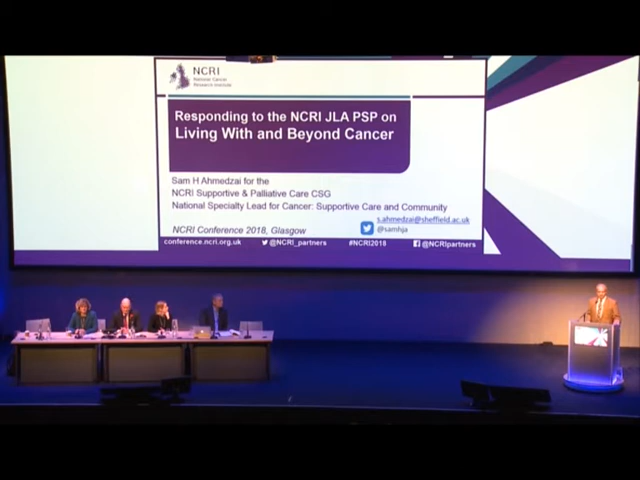 NCRI
National Cancer
Research Institute
Responding to the NCRI JLA PSP on
Living With and Beyond Cancer
Sam H Ahmedzai for the
NCRI Supportive & Palliative Care CSG
National Specialty Lead for Cancer: Supportive Care and Community
s.ahmedzai@sheffield.ac.uk
@samhja
NCRI Conference 2018, Glasgow
conference.ncri.org.uk @NCRI_partners #NCRI2018 @NCRIpartners